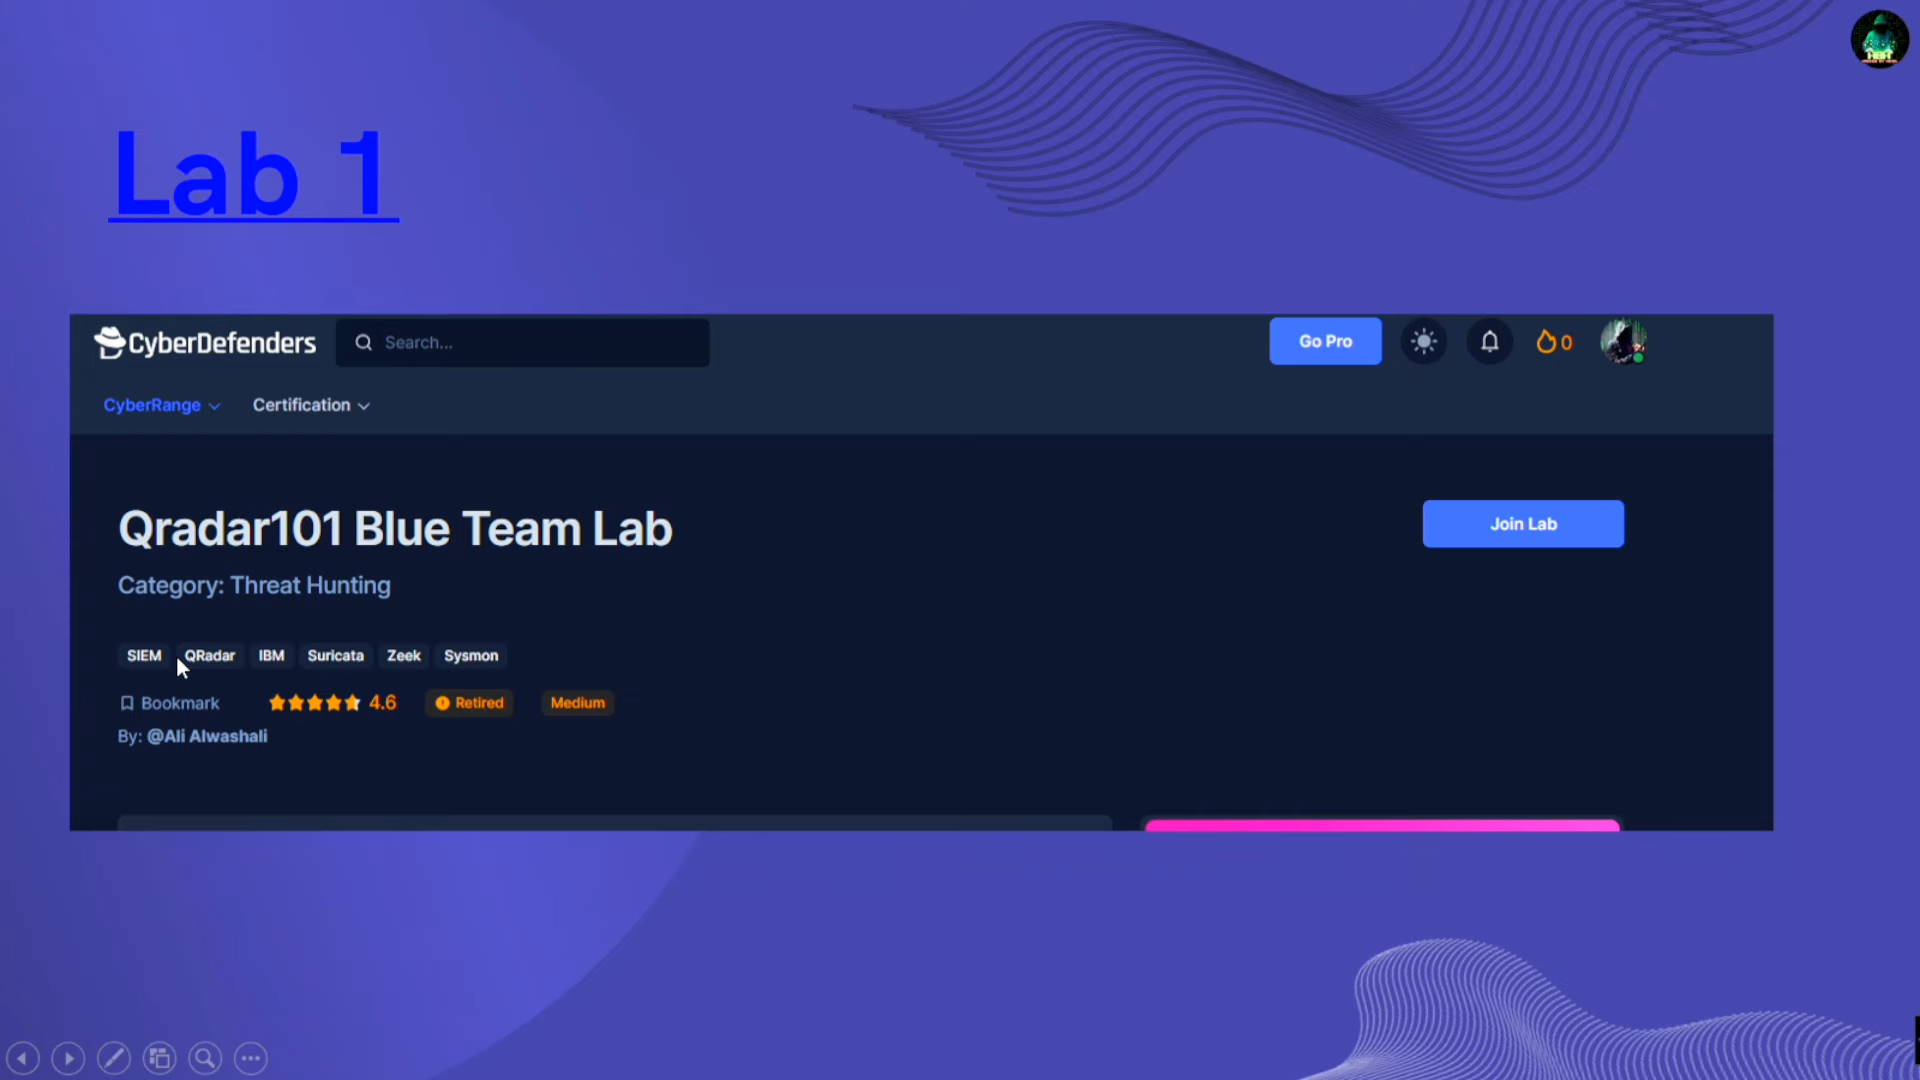 Lab 1
CyberDefenders
Search...
Go Pro
0
CyberRange
Certification
Qradar101 Blue Team Lab
Join Lab
Category: Threat Hunting
SIEM QRadar IBM Suricata Zeek Sysmon
Bookmark 4.6 Retired Medium
By: @Ali Alwashali